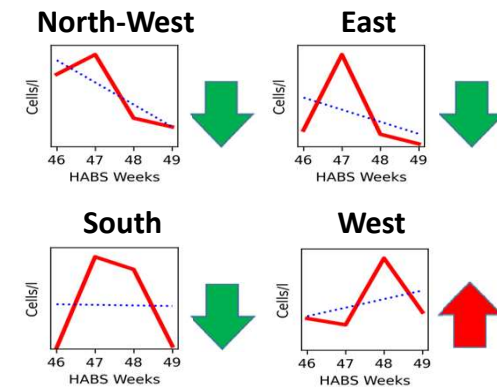 North-West
Cells/l
46 47 48 49
HABS Weeks
East
Cells/l
46 47 48 49
HABS Weeks
South
Cells/l
46 47 48 49
HABS Weeks
West
Cells/l
46 47 48 49
HABS Weeks